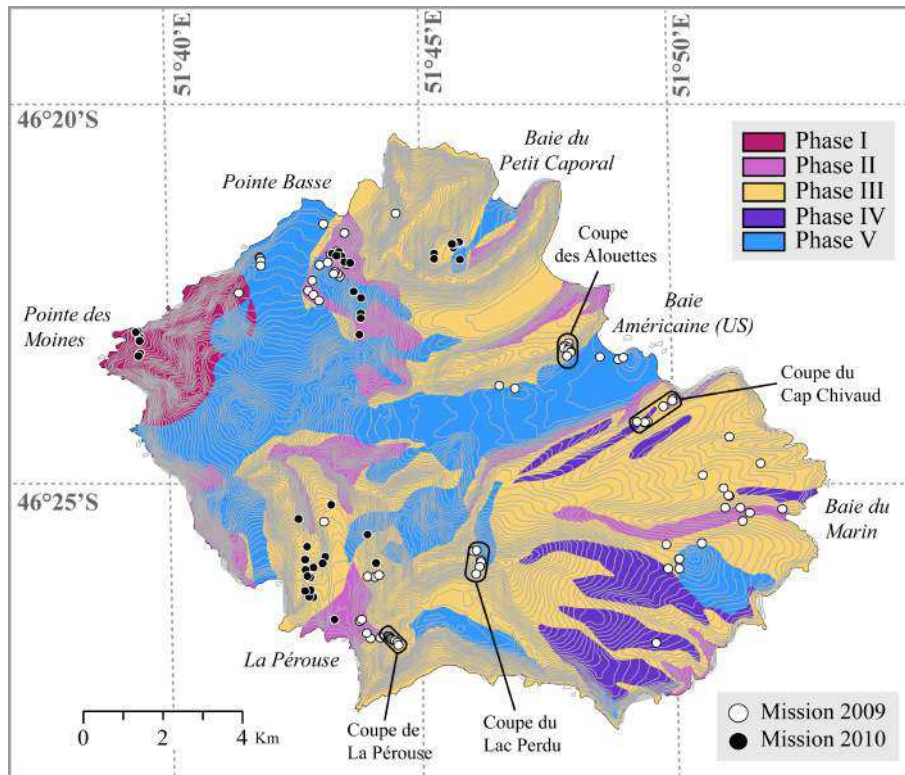 51°40'E
51°45'E
51°50'E
46°20'S
Baie du
Petit Caporal
Phase I
Phase II
Phase III
Phase IV
Phase V
Pointe Basse
Coupe
des Alouettes
Pointe des
Moines
Baie
Américaine (US)
Coupe du
Cap Chivaud
46°25'S
Baie du
Marin
La Pérouse
0 2 4 Km
Coupe de
La Pérouse
Coupe du
Lac Perdu
Mission 2009
Mission 2010